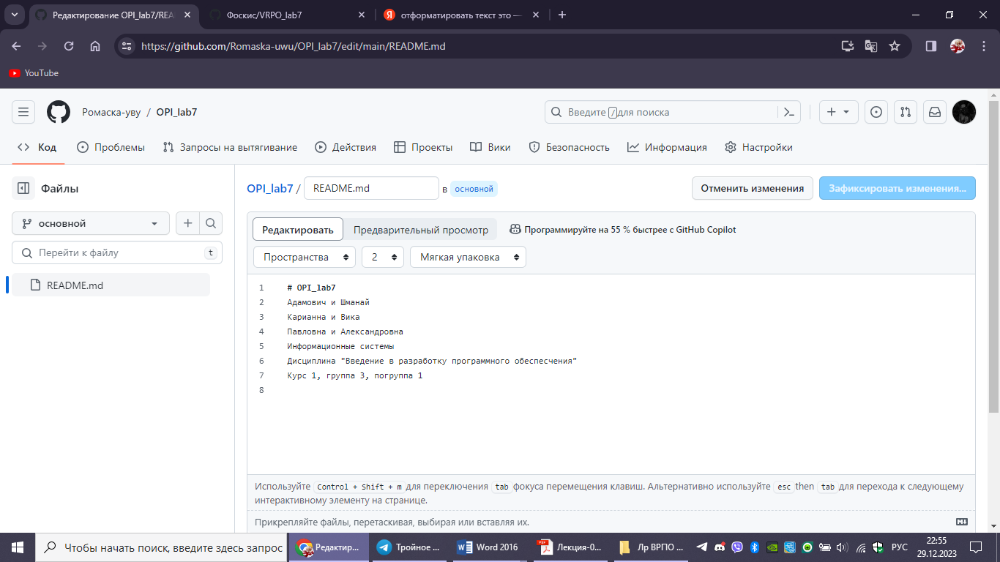 Редактирование OPI_lab7/REA
Фоскис/VRPO_lab7
отформатировать текст это —
https://github.com/Romaska-uwu/OPI_lab7/edit/main/README.md
YouTube
Ромаска-уву / OPI_lab7
Введите / для поиска
Код
Проблемы
Запросы на вытягивание
Действия
Проекты
Вики
Безопасность
Информация
Настройки
Файлы
OPI_lab7 / README.md в основной
Отменить изменения
Зафиксировать изменения...
основной
Перейти к файлу t
README.md
Редактировать
Предварительный просмотр
Программируйте на 55 % быстрее с GitHub Copilot
Пространства
2
Мягкая упаковка
1 # OPI_lab7
2 Адамович и Шманай
3 Карианна и Вика
4 Павловна и Александровна
5 Информационные системы
6 Дисциплина "Введение в разработку программного обеспесчения"
7 Курс 1, группа 3, погруппа 1
8
Используйте Control + Shift + m для переключения tab фокуса перемещения клавиш. Альтернативно используйте esc then tab для перехода к следующему
интерактивному элементу на странице.
Прикрепляйте файлы, перетаскивая, выбирая или вставляя их.
Чтобы начать поиск, введите здесь запрос
Редактир...
Тройное ...
Word 2016
Лекция-0...
Лр ВРПО ...
РУС
22:55
29.12.2023